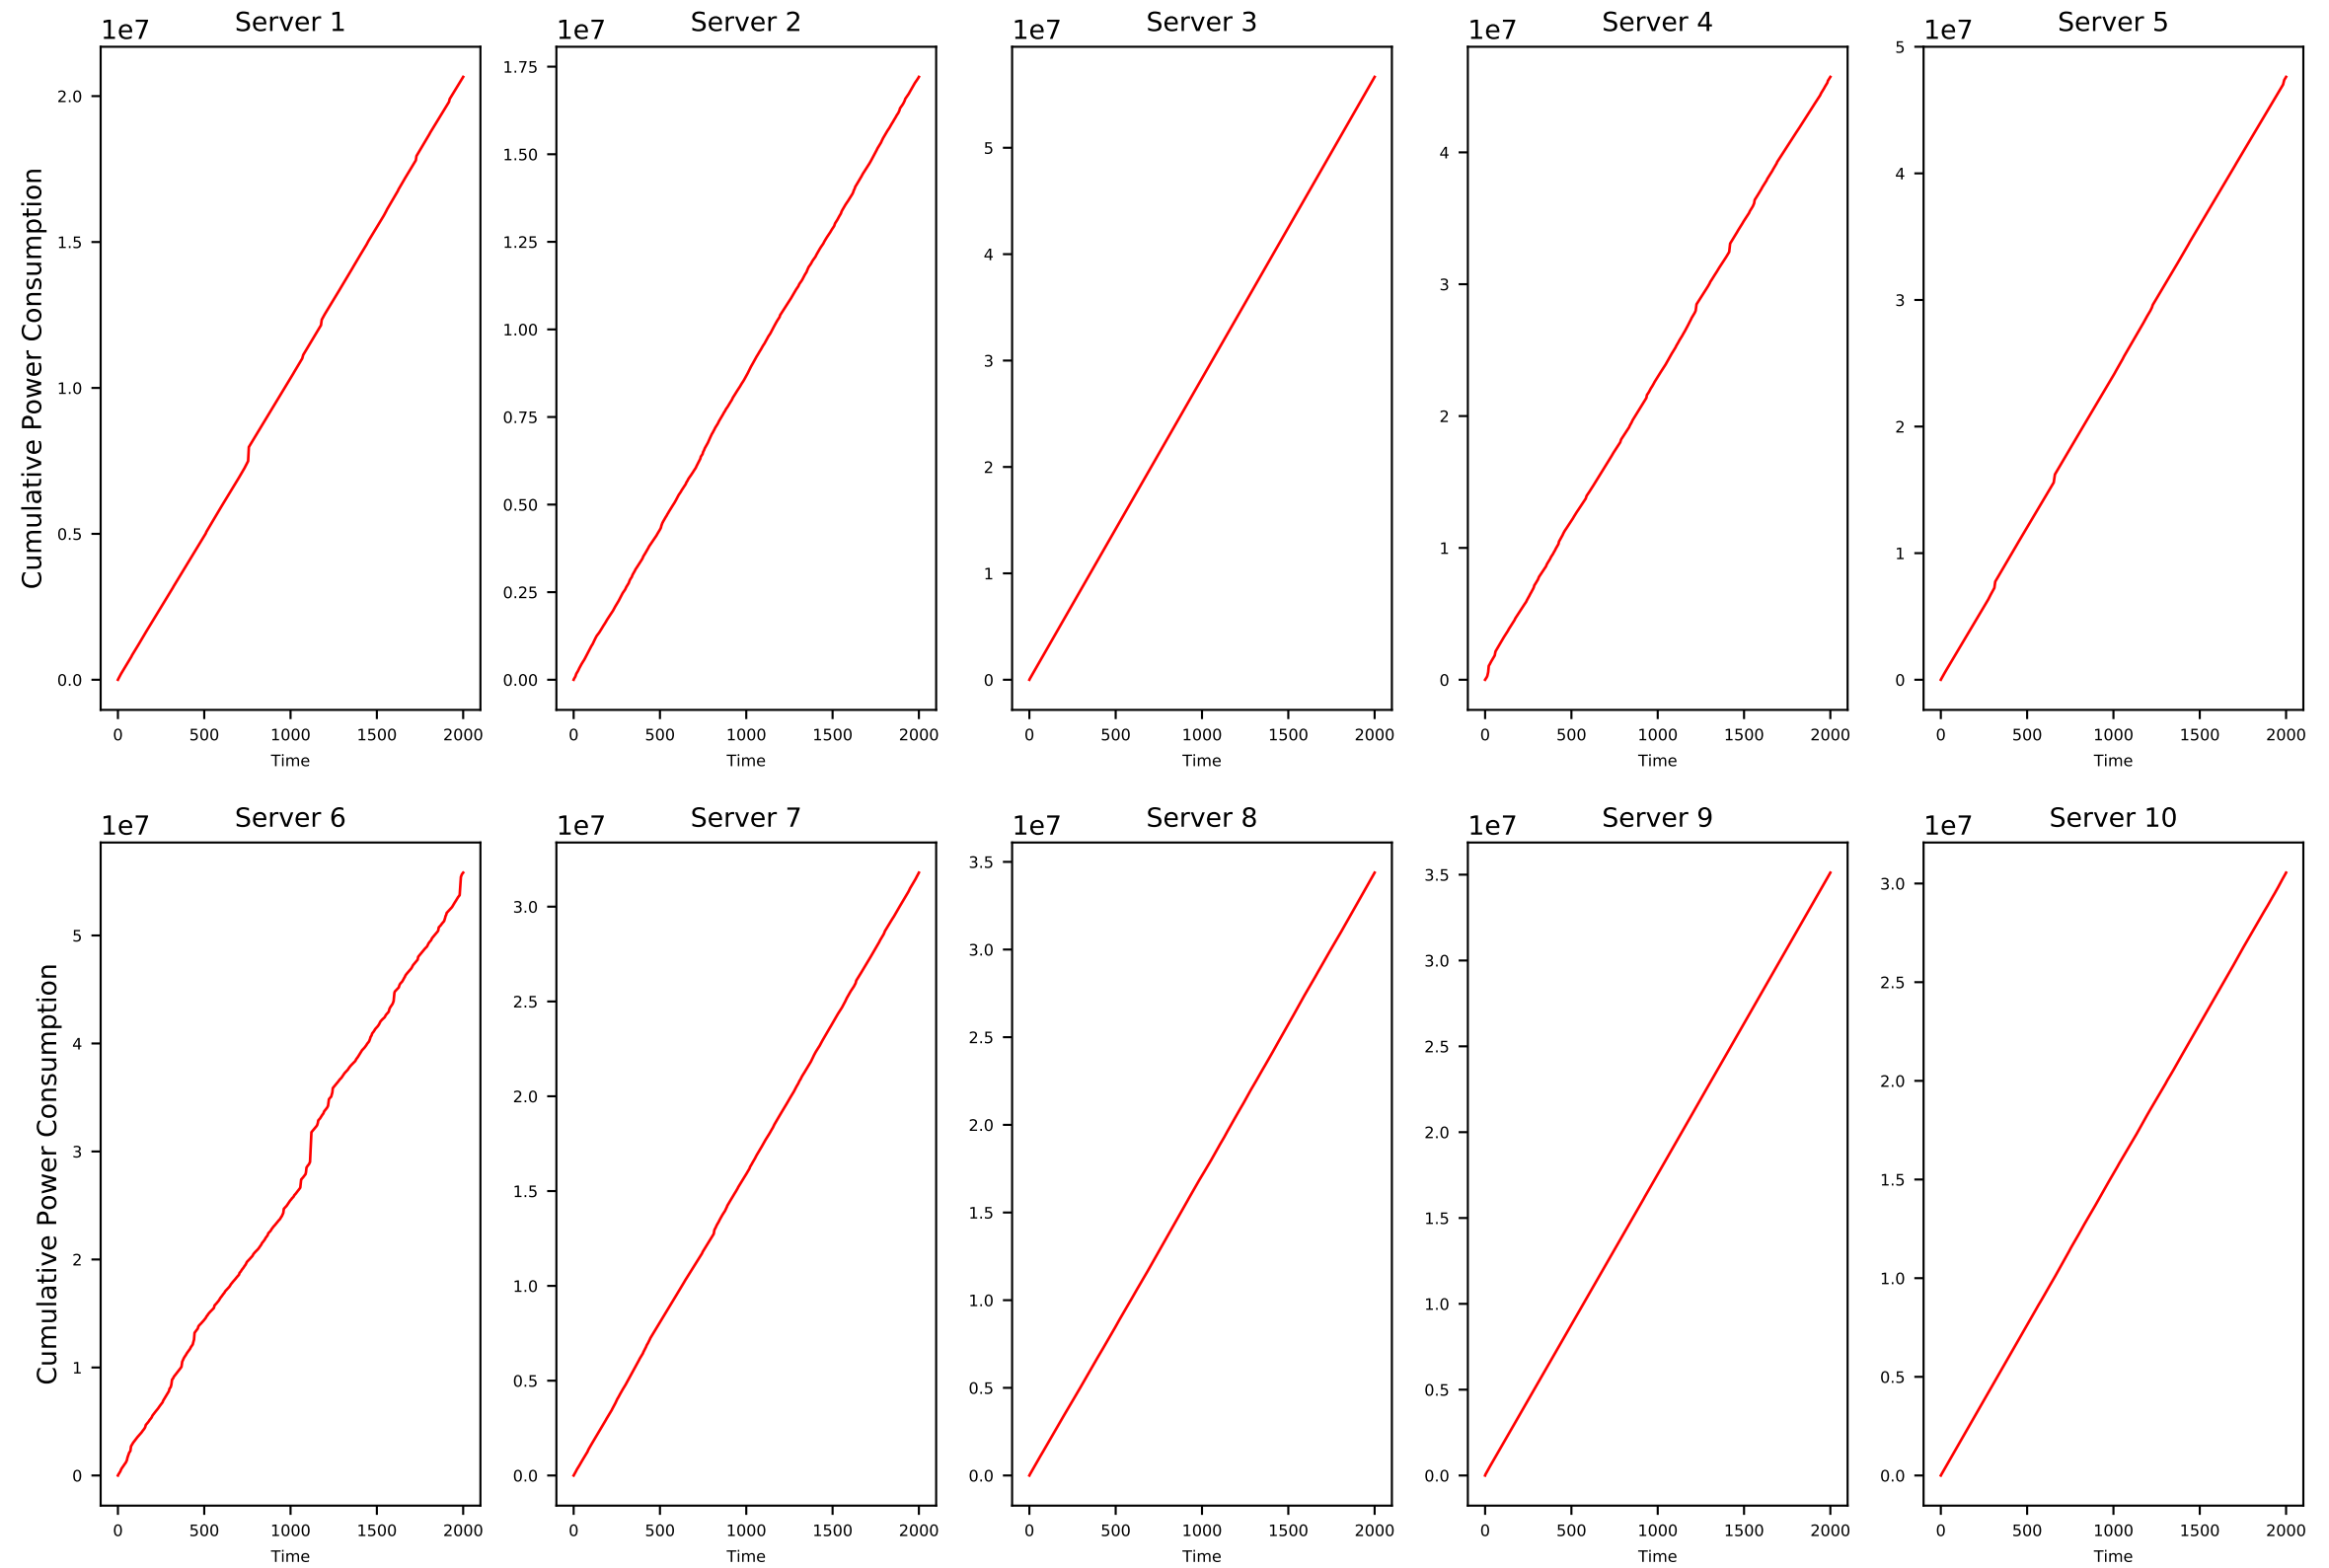 Server 1
Server 2
Server 3
Server 4
Server 5
1e7
1e7
1e7
1e7
1e7
Cumulative Power Consumption
2.0
1.5
1.0
0.5
0.0
0 500 1000 1500 2000
Time
1.75
1.50
1.25
1.00
0.75
0.50
0.25
0.00
0 500 1000 1500 2000
Time
5
4
3
2
1
0
0 500 1000 1500 2000
Time
4
3
2
1
0
0 500 1000 1500 2000
Time
5
4
3
2
1
0
0 500 1000 1500 2000
Time
Server 6
Server 7
Server 8
Server 9
Server 10
1e7
1e7
1e7
1e7
1e7
Cumulative Power Consumption
5
4
3
2
1
0
0 500 1000 1500 2000
Time
3.0
2.5
2.0
1.5
1.0
0.5
0.0
0 500 1000 1500 2000
Time
3.5
3.0
2.5
2.0
1.5
1.0
0.5
0.0
0 500 1000 1500 2000
Time
3.5
3.0
2.5
2.0
1.5
1.0
0.5
0.0
0 500 1000 1500 2000
Time
3.0
2.5
2.0
1.5
1.0
0.5
0.0
0 500 1000 1500 2000
Time